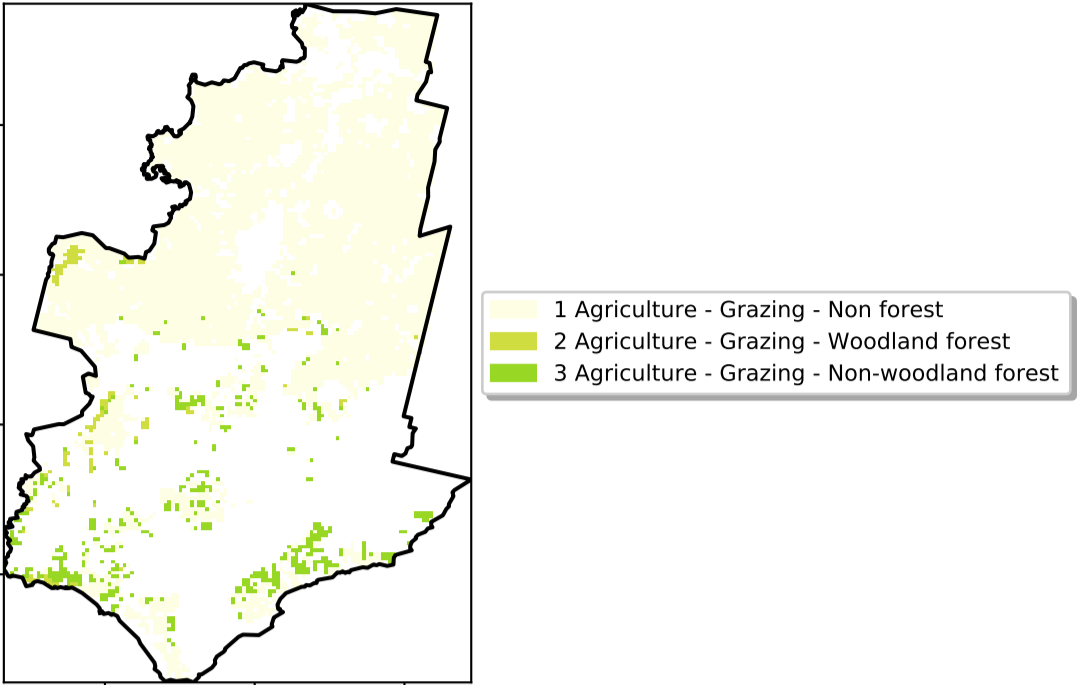 1 Agriculture - Grazing - Non forest
2 Agriculture - Grazing - Woodland forest
3 Agriculture - Grazing - Non-woodland forest